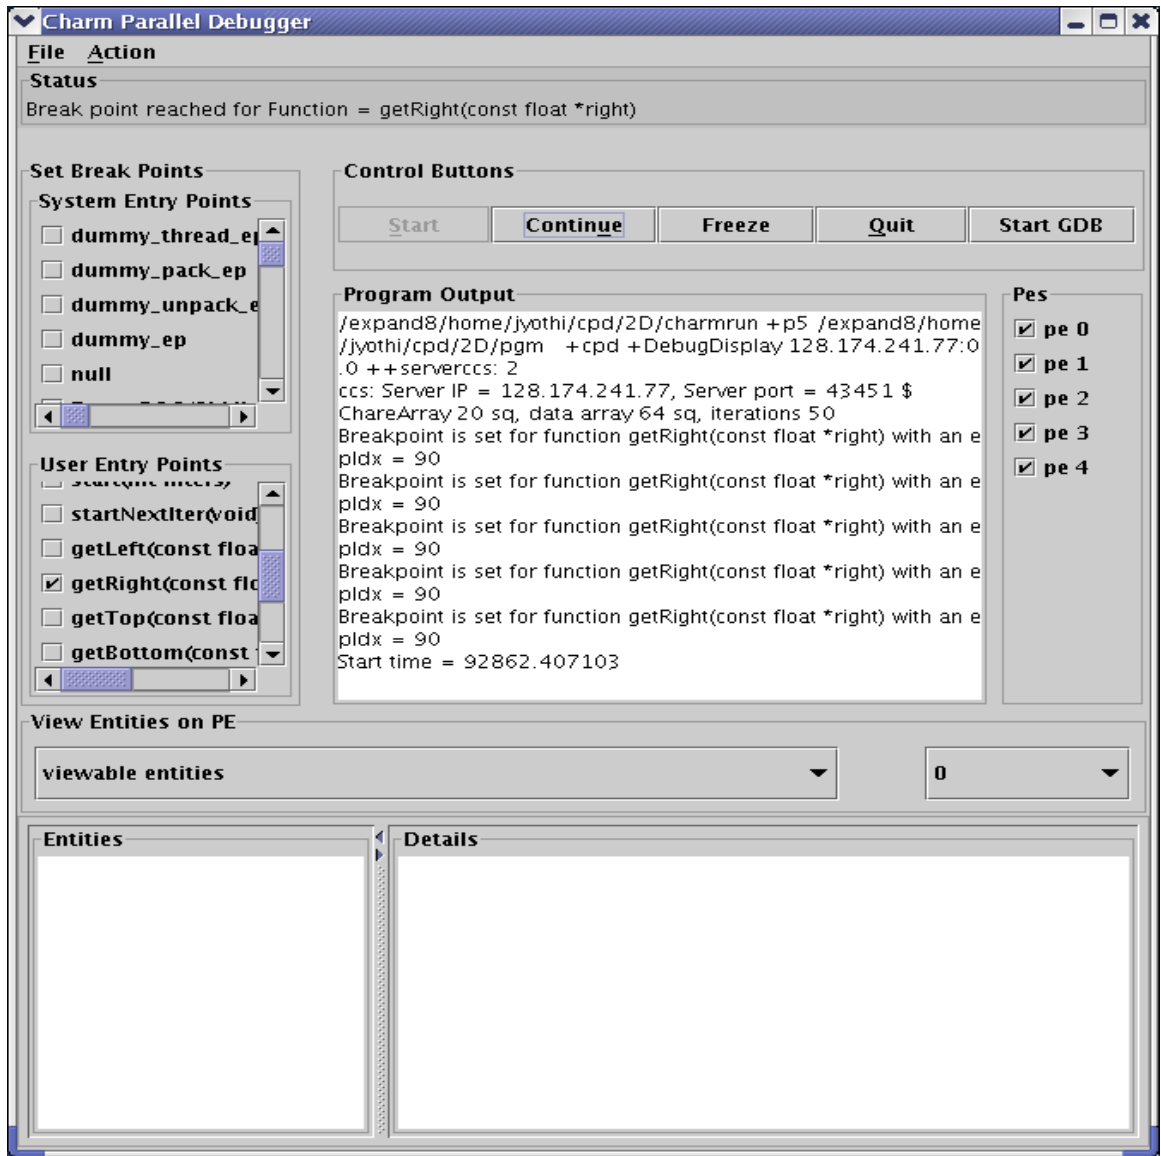 Charm Parallel Debugger
File Action
Status
Break point reached for Function = getRight(const float *right)
Set Break Points
System Entry Points
dummy_thread_ep
dummy_pack_ep
dummy_unpack_e
dummy_ep
null
User Entry Points
startNextIter(void)
getLeft(const floa
getRight(const flo
getTop(const floa
getBottom(const
Control Buttons
Start Continue Freeze Quit Start GDB
Program Output
/expand8/home/jyothi/cpd/2D/charmrun +p5 /expand8/home
/jyothi/cpd/2D/pgm +cpd +DebugDisplay 128.174.241.77:0
.0 ++serverccs: 2
ccs: Server IP = 128.174.241.77, Server port = 43451 $
ChareArray 20 sq, data array 64 sq, iterations 50
Breakpoint is set for function getRight(const float *right) with an e
pIdx = 90
Breakpoint is set for function getRight(const float *right) with an e
pIdx = 90
Breakpoint is set for function getRight(const float *right) with an e
pIdx = 90
Breakpoint is set for function getRight(const float *right) with an e
pIdx = 90
Breakpoint is set for function getRight(const float *right) with an e
pIdx = 90
Start time = 92862.407103
Pes
pe 0
pe 1
pe 2
pe 3
pe 4
View Entities on PE
viewable entities
0
Entities
Details